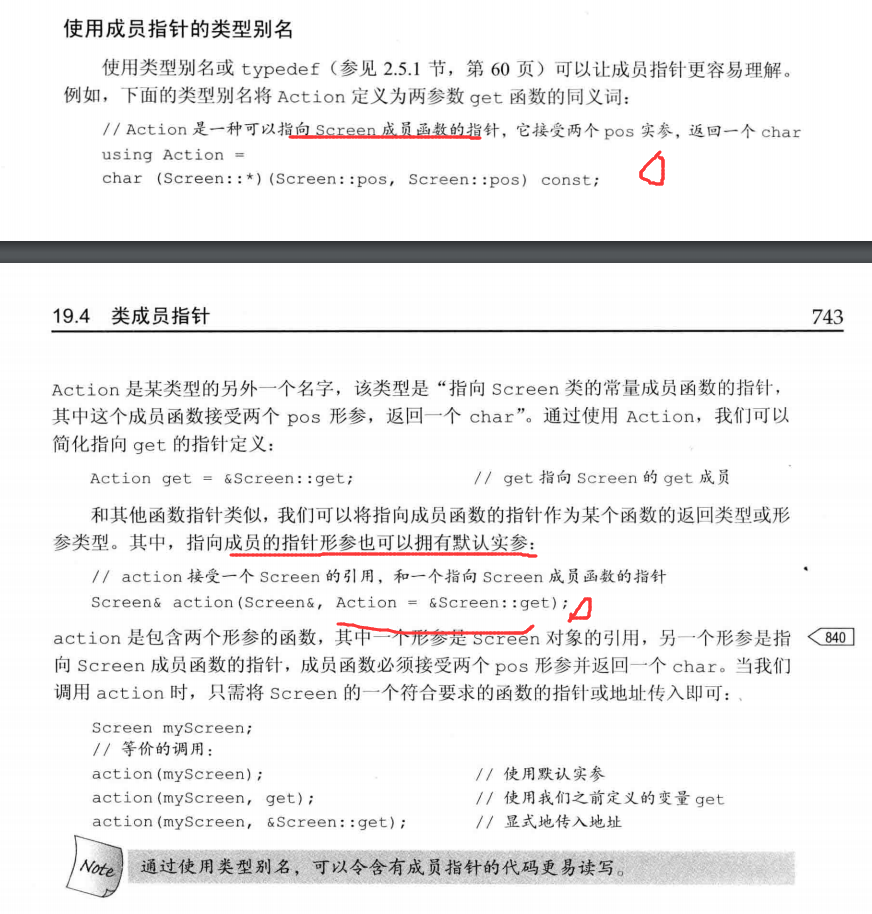 使用成员指针的类型别名
使用类型别名或 typedef（参见 2.5.1 节，第 60 页）可以让成员指针更容易理解。
例如，下面的类型别名将 Action 定义为两参数 get 函数的同义词：
// Action 是一种可以指向 Screen 成员函数的指针，它接受两个 pos 实参，返回一个 char
using Action =
char (Screen::*)(Screen::pos, Screen::pos) const;
19.4 类成员指针 743
Action 是某类型的另外一个名字，该类型是“指向 Screen 类的常量成员函数的指针，
其中这个成员函数接受两个 pos 形参，返回一个 char”。通过使用 Action，我们可以
简化指向 get 的指针定义：
Action get = &Screen::get; // get 指向 Screen 的 get 成员
和其他函数指针类似，我们可以将指向成员函数的指针作为某个函数的返回类型或形
参类型。其中，指向成员的指针形参也可以拥有默认实参：
// action 接受一个 Screen 的引用，和一个指向 Screen 成员函数的指针
Screen& action(Screen&, Action = &Screen::get);
action 是包含两个形参的函数，其中一个形参是 Screen 对象的引用，另一个形参是指 840
向 Screen 成员函数的指针，成员函数必须接受两个 pos 形参并返回一个 char。当我们
调用 action 时，只需将 Screen 的一个符合要求的函数的指针或地址传入即可：
Screen myScreen;
// 等价的调用：
action(myScreen); // 使用默认实参
action(myScreen, get); // 使用我们之前定义的变量 get
action(myScreen, &Screen::get); // 显式地传入地址
Note 通过使用类型别名，可以令含有成员指针的代码更易读写。